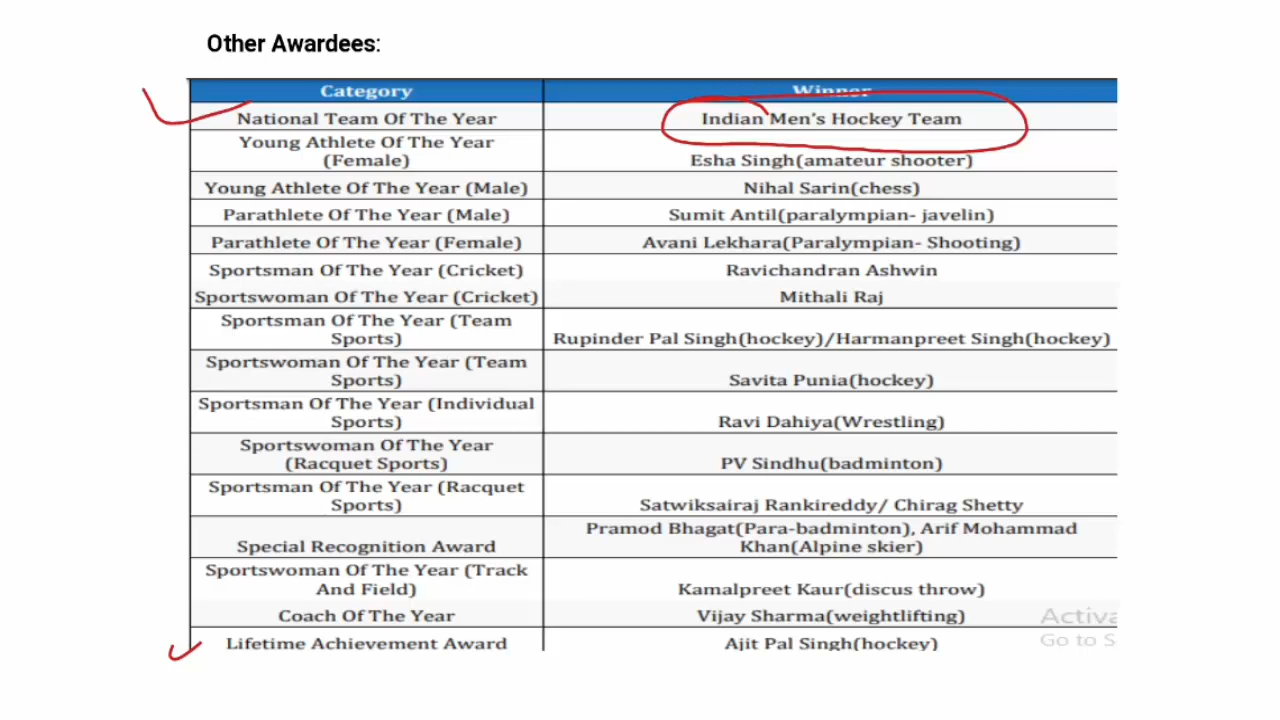 Other Awardees:
Category Winner
National Team Of The Year Indian Men's Hockey Team
Young Athlete Of The Year
(Female) Esha Singh(amateur shooter)
Young Athlete Of The Year (Male) Nihal Sarin(chess)
Parathlete Of The Year (Male) Sumit Antil(paralympian- javelin)
Parathlete Of The Year (Female) Avani Lekhara(Paralympian- Shooting)
Sportsman Of The Year (Cricket) Ravichandran Ashwin
Sportswoman Of The Year (Cricket) Mithali Raj
Sportsman Of The Year (Team
Sports) Rupinder Pal Singh(hockey)/Harmanpreet Singh(hockey)
Sportswoman Of The Year (Team
Sports) Savita Punia(hockey)
Sportsman Of The Year (Individual
Sports) Ravi Dahiya(Wrestling)
Sportswoman Of The Year
(Racquet Sports) PV Sindhu(badminton)
Sportsman Of The Year (Racquet
Sports) Satwiksairaj Rankireddy/ Chirag Shetty
Special Recognition Award Pramod Bhagat(Para-badminton), Arif Mohammad
Khan(Alpine skier)
Sportswoman Of The Year (Track
And Field) Kamalpreet Kaur(discus throw)
Coach Of The Year Vijay Sharma(weightlifting)
Lifetime Achievement Award Ajit Pal Singh(hockey)
Activa
Go to S